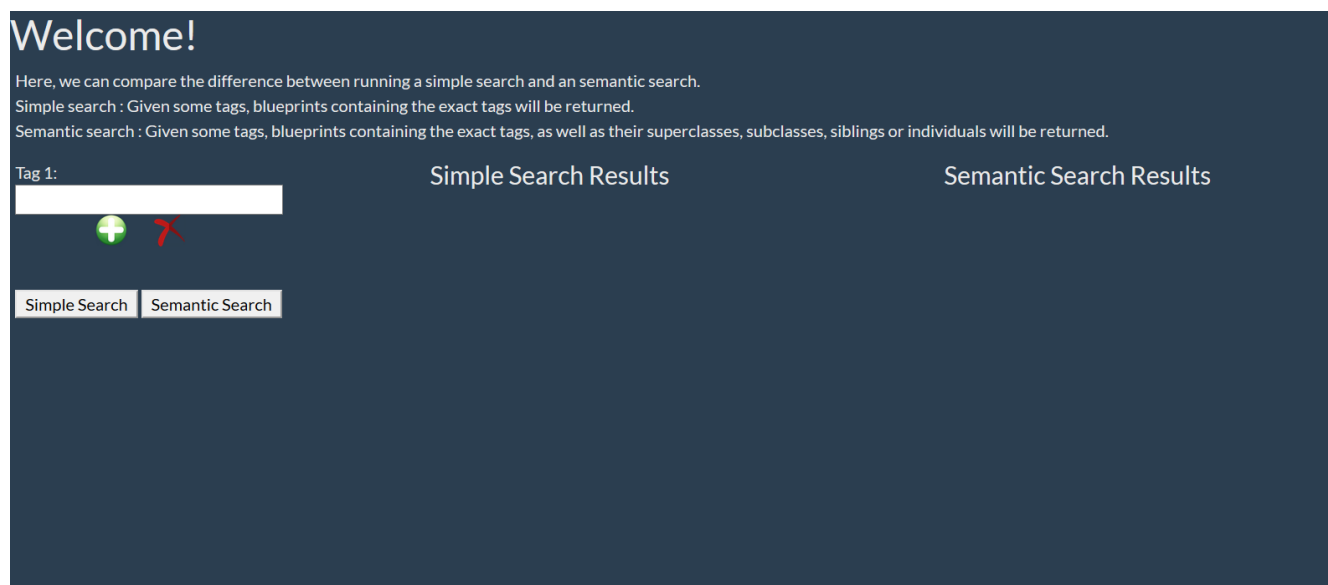 Welcome!
Here, we can compare the difference between running a simple search and an semantic search.
Simple search : Given some tags, blueprints containing the exact tags will be returned.
Semantic search : Given some tags, blueprints containing the exact tags, as well as their superclasses, subclasses, siblings or individuals will be returned.
Tag 1:
Simple Search Results
Semantic Search Results
Simple Search
Semantic Search